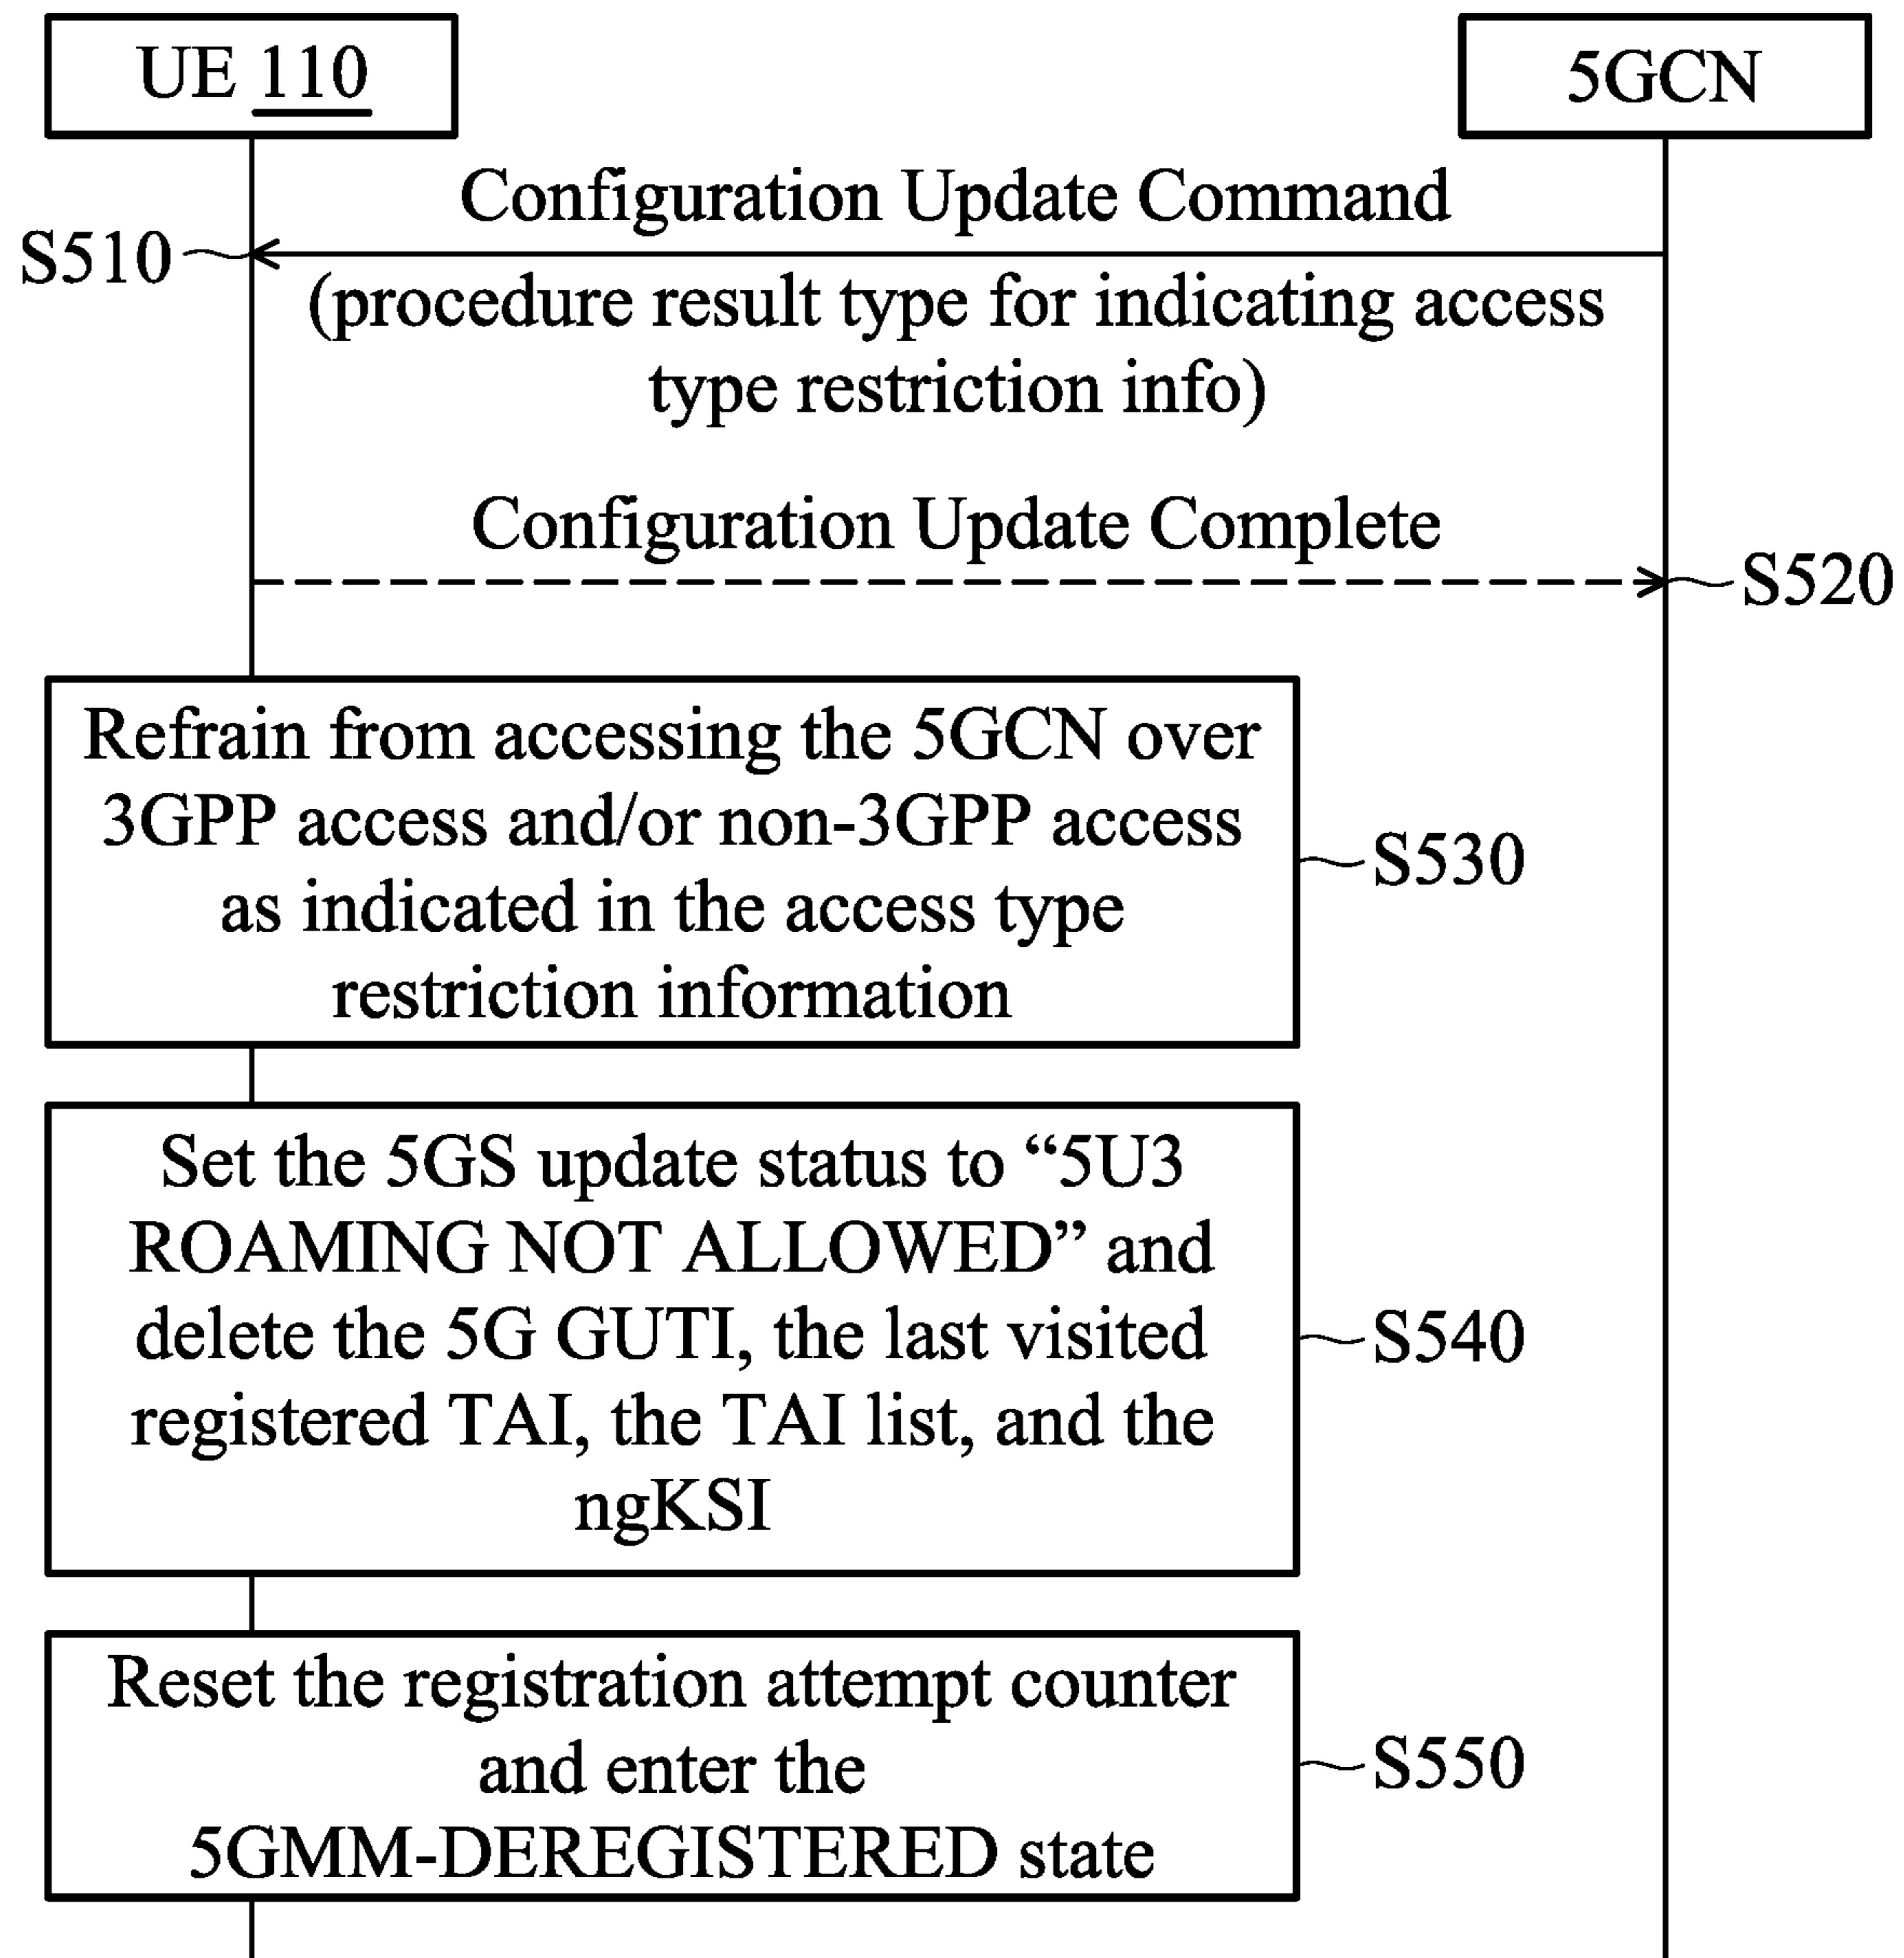 UE 110
5GCN
Configuration Update Command
S510
(procedure result type for indicating access
type restriction info)
Configuration Update Complete
S520
Refrain from accessing the 5GCN over
3GPP access and/or non-3GPP access
as indicated in the access type
restriction information
S530
Set the 5GS update status to “5U3
ROAMING NOT ALLOWED” and
delete the 5G GUTI, the last visited
registered TAI, the TAI list, and the
ngKSI
S540
Reset the registration attempt counter
and enter the
5GMM-DEREGISTERED state
S550